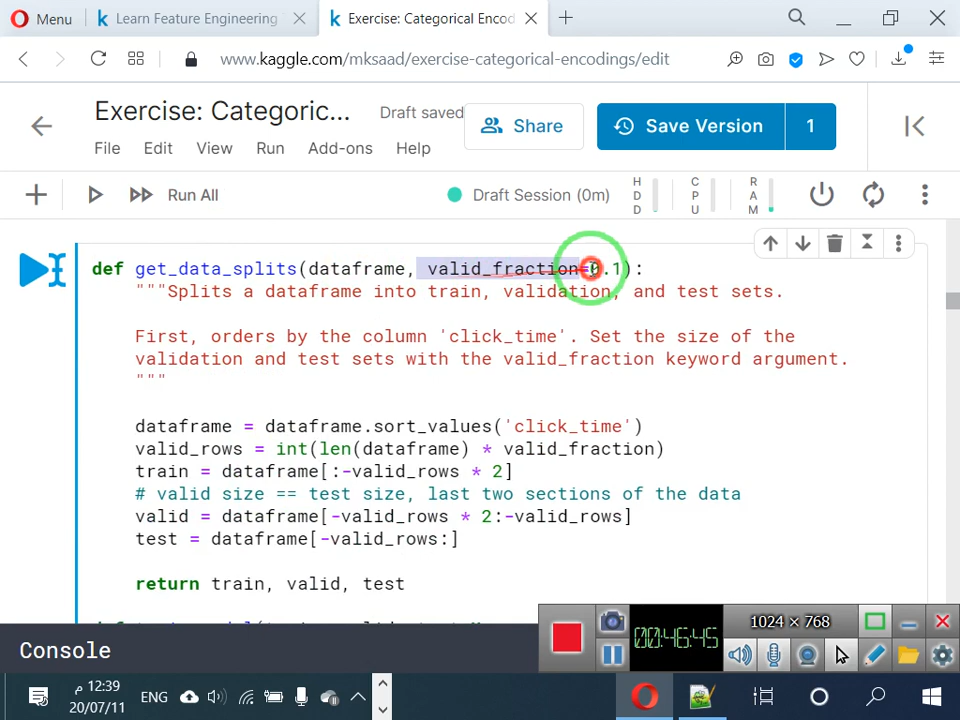 Menu
Learn Feature Engineering
Exercise: Categorical Encod
www.kaggle.com/mksaad/exercise-categorical-encodings/edit
Exercise: Categoric...
Draft saved
Share
Save Version
1
File Edit View Run Add-ons Help
Run All
Draft Session (0m)
HDD
CPU
RAM
def get_data_splits(dataframe, valid_fraction=0.1):
"""Splits a dataframe into train, validation, and test sets.
First, orders by the column 'click_time'. Set the size of the
validation and test sets with the valid_fraction keyword argument.
"""
dataframe = dataframe.sort_values('click_time')
valid_rows = int(len(dataframe) * valid_fraction)
train = dataframe[:-valid_rows * 2]
# valid size == test size, last two sections of the data
valid = dataframe[-valid_rows * 2:-valid_rows]
test = dataframe[-valid_rows:]
return train, valid, test
Console
00:46:45
1024 × 768
12:39 م
20/07/11
ENG